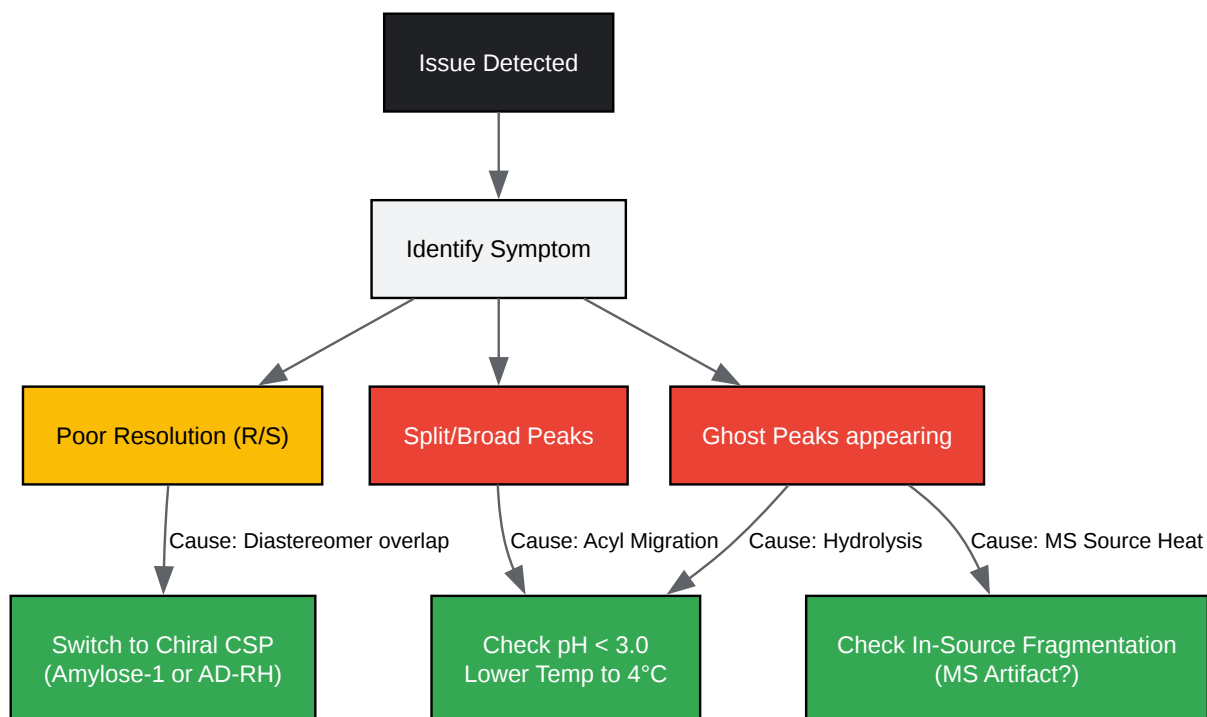 Issue Detected
Identify Symptom
Poor Resolution (R/S)
Split/Broad Peaks
Ghost Peaks appearing
Cause: Diastereomer overlap
Cause: Acyl Migration
Cause: Hydrolysis
Cause: MS Source Heat
Switch to Chiral CSP
(Amylose-1 or AD-RH)
Check pH < 3.0
Lower Temp to 4°C
Check In-Source Fragmentation
(MS Artifact?)